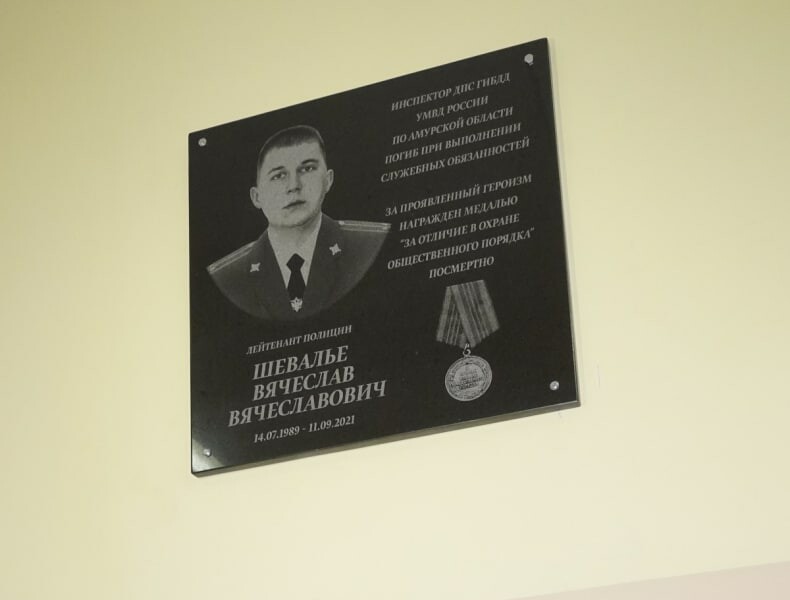 ИНСПЕКТОР ДПС ГИБДД
УМВД РОССИИ
ПО АМУРСКОЙ ОБЛАСТИ
ПОГИБ ПРИ ВЫПОЛНЕНИИ
СЛУЖЕБНЫХ ОБЯЗАННОСТЕЙ
ЗА ПРОЯВЛЕННЫЙ ГЕРОИЗМ
НАГРАЖДЕН МЕДАЛЬЮ
"ЗА ОТЛИЧИЕ В ОХРАНЕ
ОБЩЕСТВЕННОГО ПОРЯДКА"
ПОСМЕРТНО
ЛЕЙТЕНАНТ ПОЛИЦИИ
ШЕВАЛЬЕ
ВЯЧЕСЛАВ
ВЯЧЕСЛАВОВИЧ
14.07.1989 - 11.09.2021